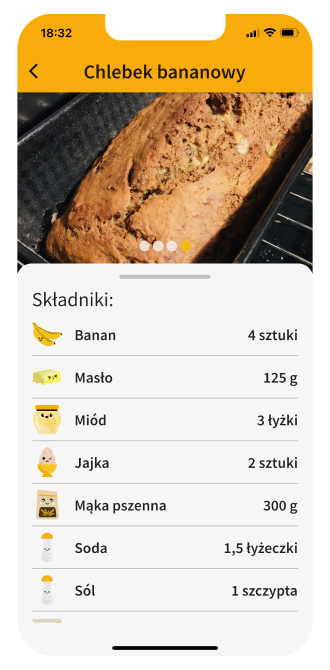 18:32
Chlebek bananowy
Składniki:
Banan 4 sztuki
Masło 125 g
Miód 3 łyżki
Jajka 2 sztuki
Mąka pszenna 300 g
Soda 1,5 łyżeczki
Sól 1 szczypta